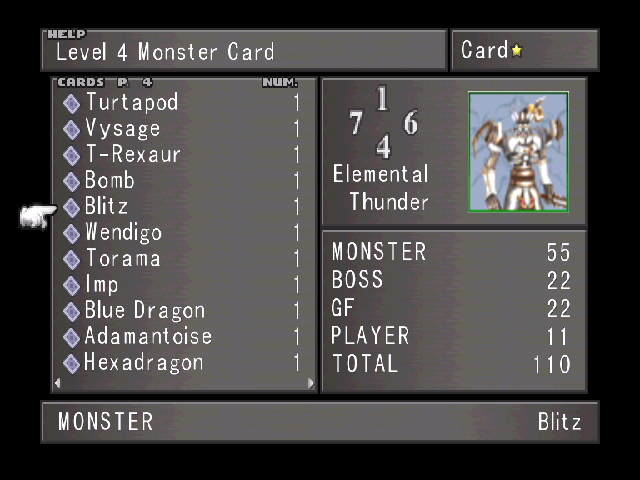 HELP
Level 4 Monster Card
Card
CARDS P. 4 NUM.
Turtapod 1
Vysage 1
T-Rexaur 1
Bomb 1
Blitz 1
Wendigo 1
Torama 1
Imp 1
Blue Dragon 1
Adamantoise 1
Hexadragon 1
1
7 6
4
Elemental
Thunder
MONSTER 55
BOSS 22
GF 22
PLAYER 11
TOTAL 110
MONSTER Blitz